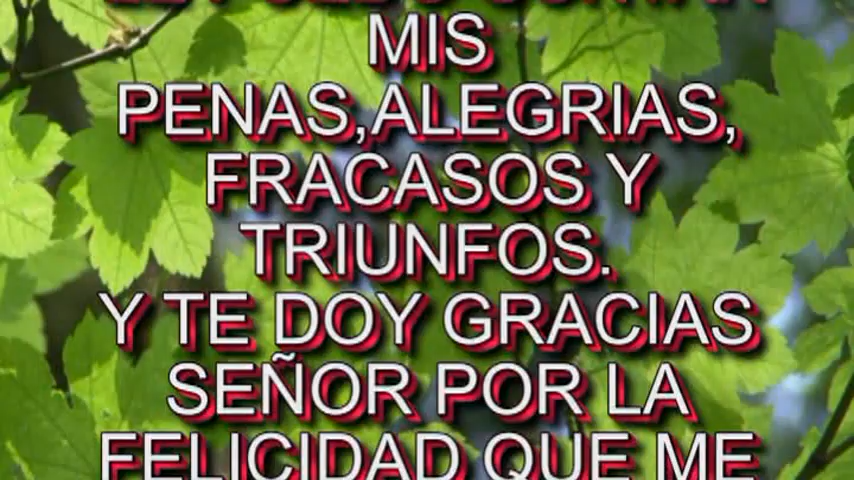 MIS
PENAS,ALEGRIAS,
FRACASOS Y
TRIUNFOS.
Y TE DOY GRACIAS
SEÑOR POR LA
FELICIDAD QUE ME